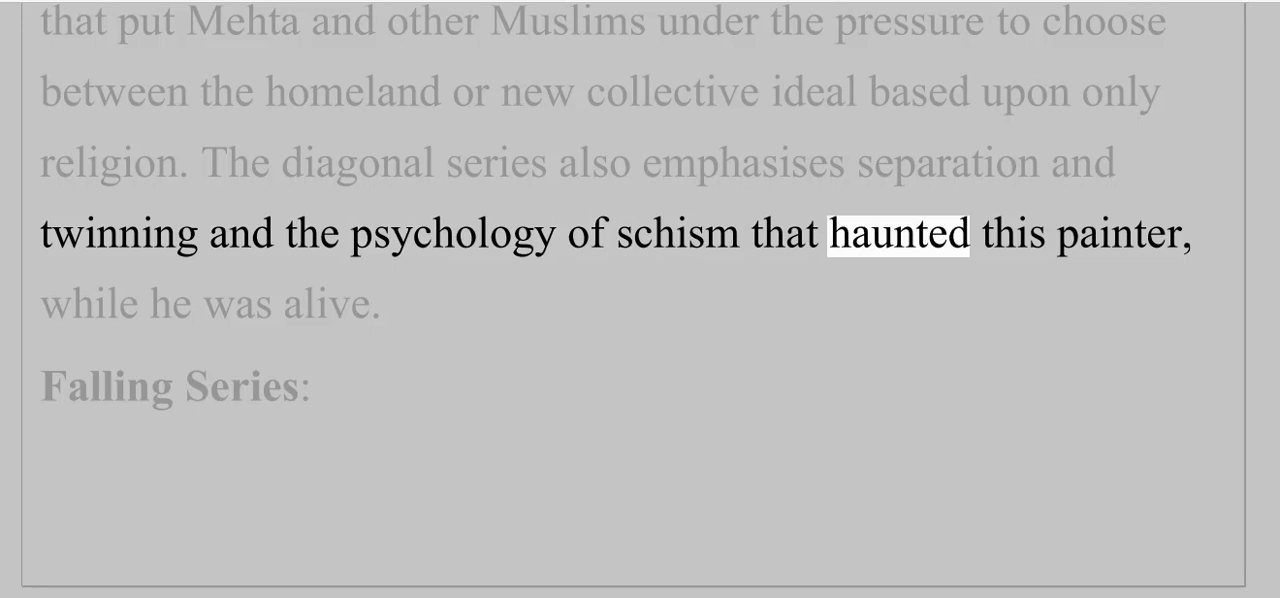 that put Mehta and other Muslims under the pressure to choose
between the homeland or new collective ideal based upon only
religion. The diagonal series also emphasises separation and
twinning and the psychology of schism that haunted this painter,
while he was alive.
Falling Series: